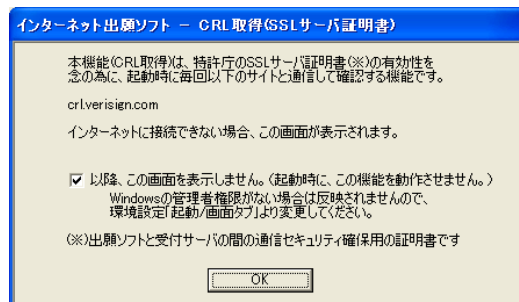 インターネット出願ソフト － CRL取得(SSLサーバ証明書)
本機能(CRL取得)は、特許庁のSSLサーバ証明書(※)の有効性を
念の為に、起動時に毎回以下のサイトと通信して確認する機能です。
crl.verisign.com
インターネットに接続できない場合、この画面が表示されます。
以降、この画面を表示しません。(起動時に、この機能を動作させません。)
Windowsの管理者権限がない場合は反映されませんので、
環境設定「起動/画面タブ」より変更してください。
(※)出願ソフトと受付サーバの間の通信セキュリティ確保用の証明書です
OK